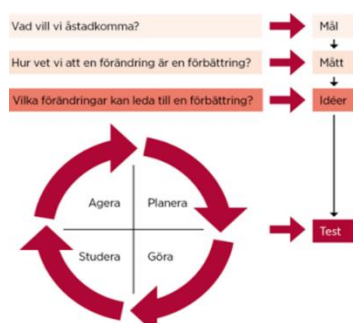 Vad vill vi åstadkomma?
Mål
Hur vet vi att en förändring är en förbättring?
Mått
Vilka förändringar kan leda till en förbättring?
Idéer
Agera
Planera
Studera
Göra
Test